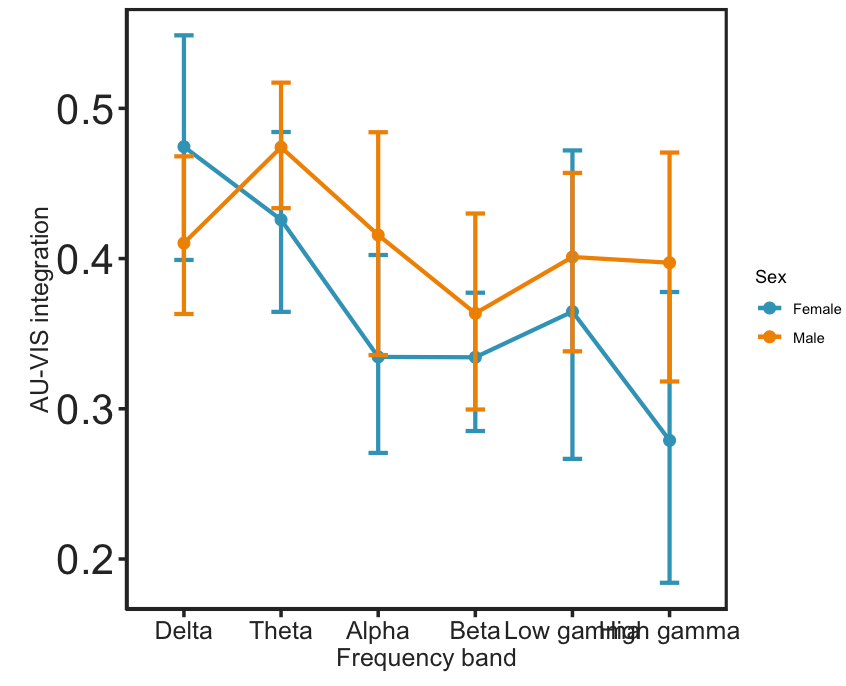 AU-VIS integration
0.5
0.4
0.3
0.2
Delta Theta Alpha Beta Low gamma High gamma
Frequency band
Sex
Female
Male